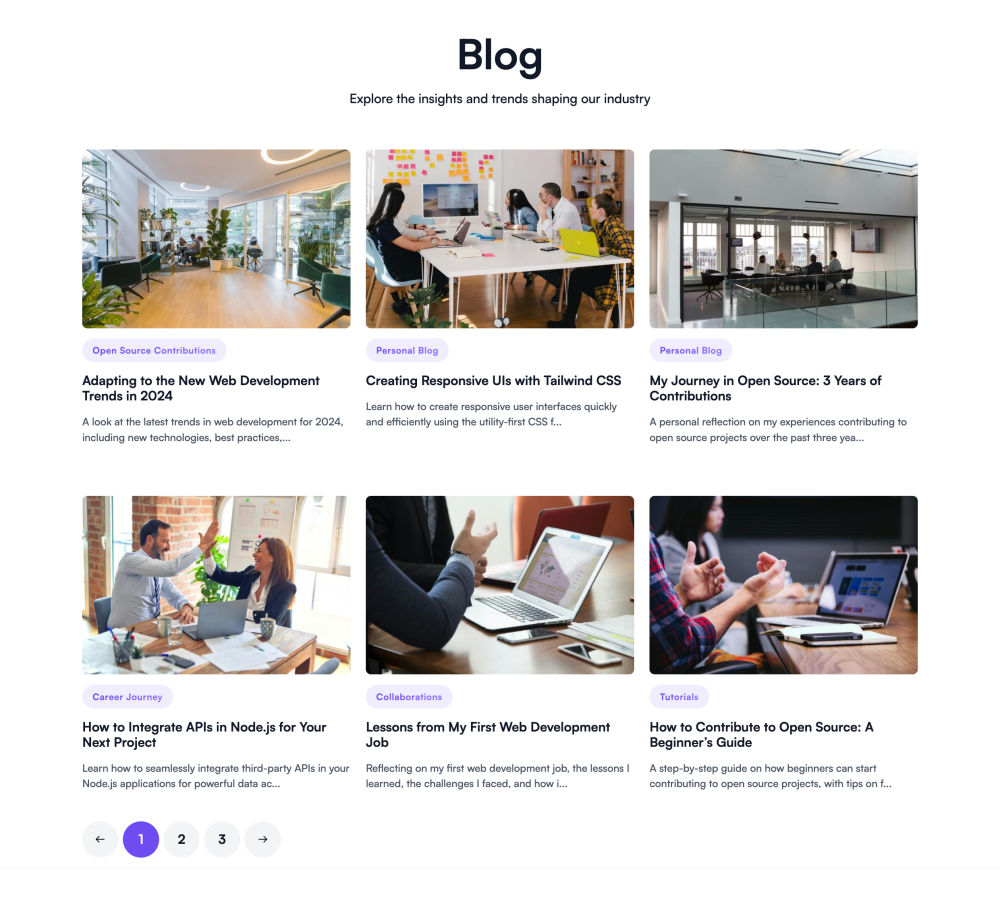 Blog
Explore the insights and trends shaping our industry
Open Source Contributions
Adapting to the New Web Development
Trends in 2024
A look at the latest trends in web development for 2024,
including new technologies, best practices,...
Personal Blog
Creating Responsive UIs with Tailwind CSS
Learn how to create responsive user interfaces quickly
and efficiently using the utility-first CSS f...
Personal Blog
My Journey in Open Source: 3 Years of
Contributions
A personal reflection on my experiences contributing to
open source projects over the past three yea...
Career Journey
How to Integrate APIs in Node.js for Your
Next Project
Learn how to seamlessly integrate third-party APIs in your
Node.js applications for powerful data ac...
Collaborations
Lessons from My First Web Development
Job
Reflecting on my first web development job, the lessons I
learned, the challenges I faced, and how i...
Tutorials
How to Contribute to Open Source: A
Beginner's Guide
A step-by-step guide on how beginners can start
contributing to open source projects, with tips on f...
← 1 2 3 →